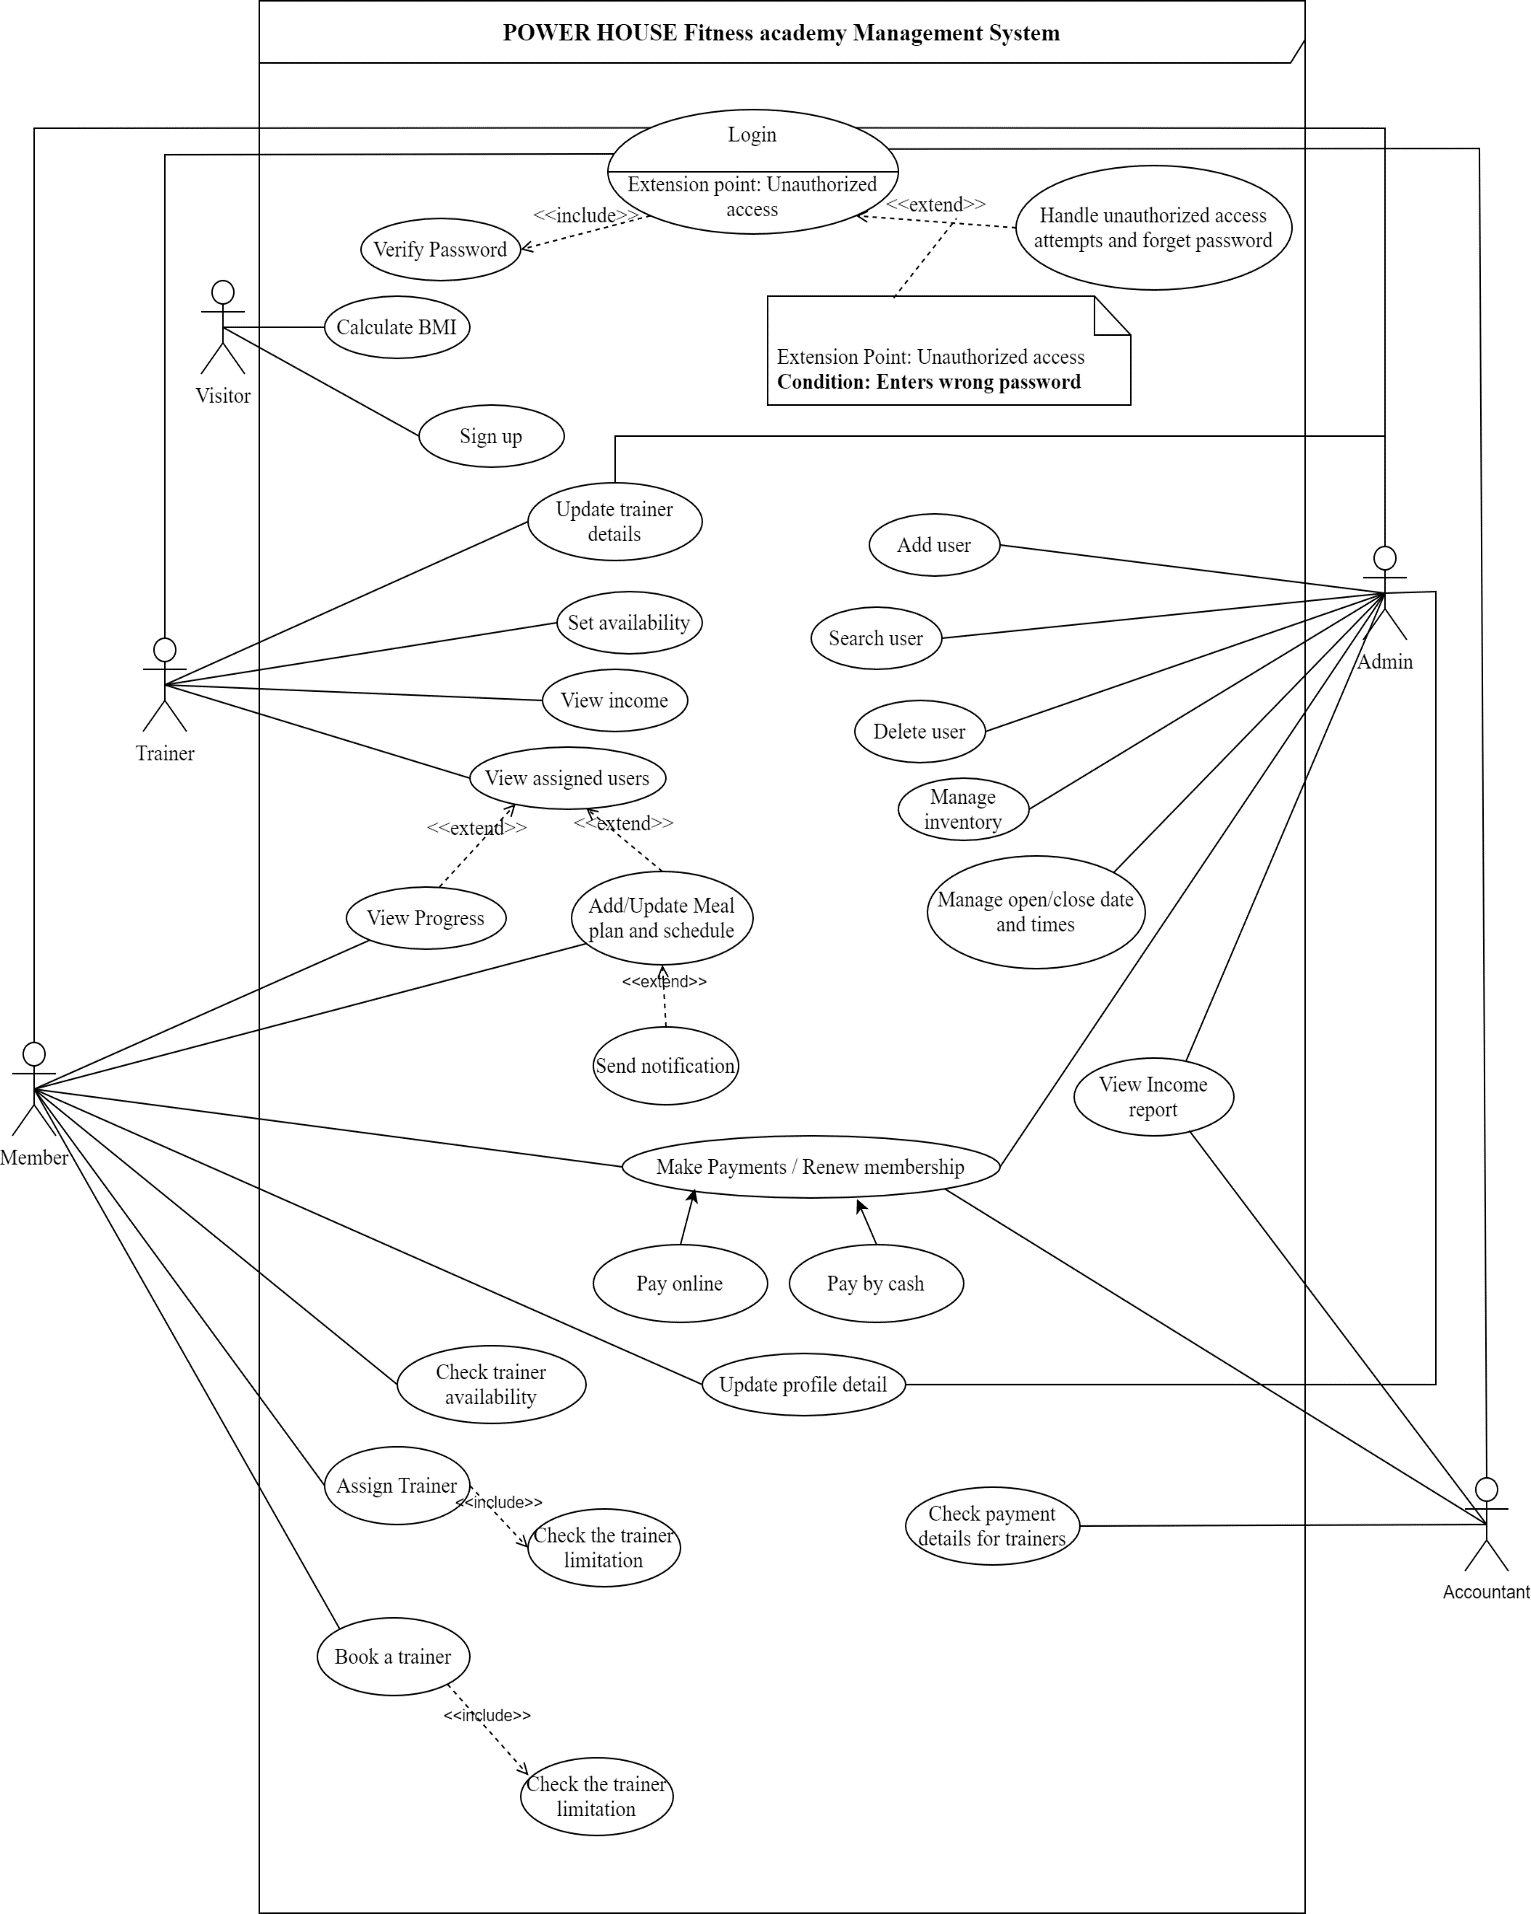 POWER HOUSE Fitness academy Management System
Login
Extension point: Unauthorized
access
<<include>>
<<extend>>
Handle unauthorized access
attempts and forget password
Verify Password
Calculate BMI
Visitor
Extension Point: Unauthorized access
Condition: Enters wrong password
Sign up
Update trainer
details
Add user
Set availability
Search user
Admin
View income
Delete user
Trainer
View assigned users
Manage
inventory
<<extend>>
<<extend>>
View Progress
Add/Update Meal
plan and schedule
Manage open/close date
and times
<<extend>>
Send notification
View Income
report
Member
Make Payments / Renew membership
Pay online
Pay by cash
Check trainer
availability
Update profile detail
Assign Trainer
<<include>>
Check the trainer
limitation
Check payment
details for trainers
Accountant
Book a trainer
<<include>>
Check the trainer
limitation